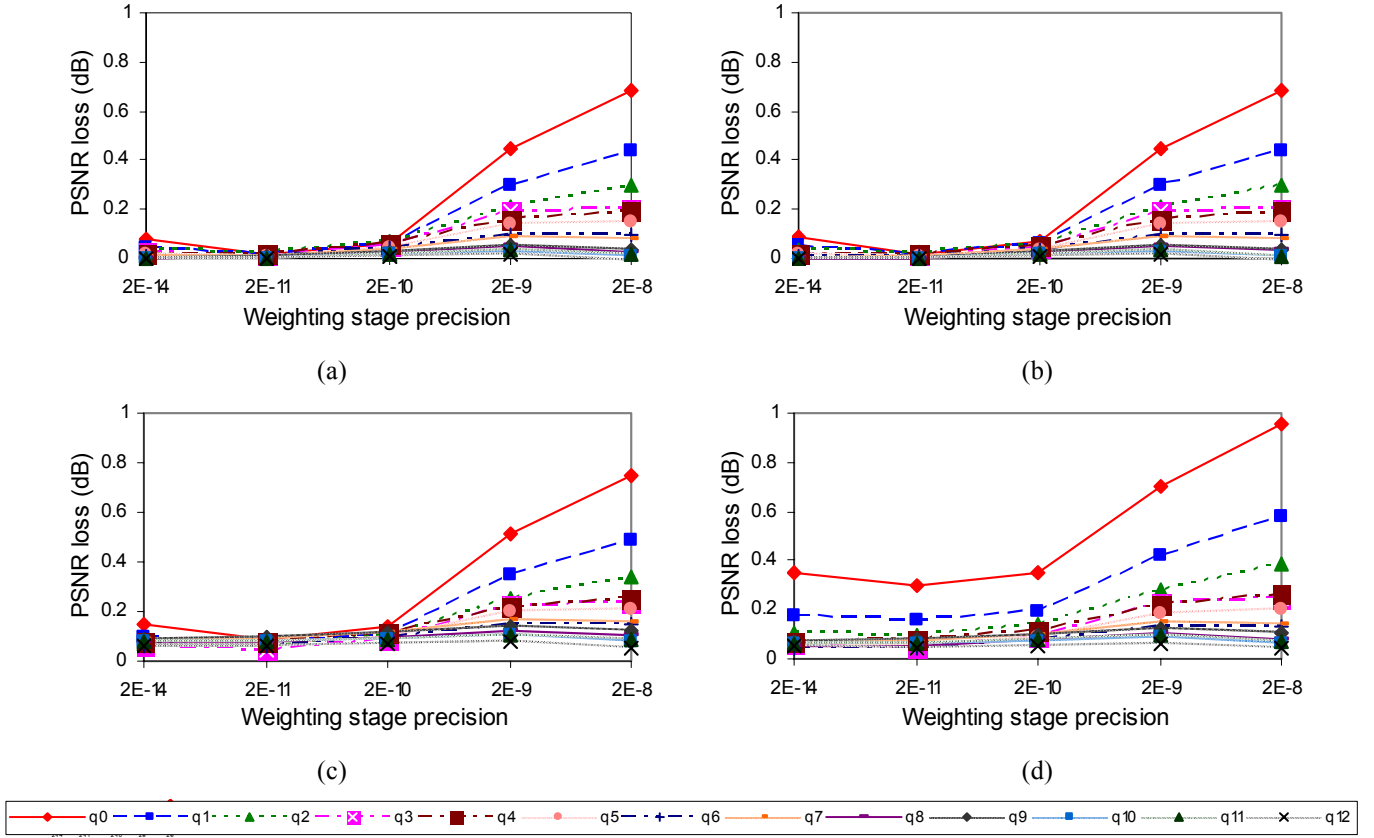 1
0.8
0.6
0.4
0.2
0
PSNR loss (dB)
2E-14 2E-11 2E-10 2E-9 2E-8
Weighting stage precision
(a)
1
0.8
0.6
0.4
0.2
0
PSNR loss (dB)
2E-14 2E-11 2E-10 2E-9 2E-8
Weighting stage precision
(b)
1
0.8
0.6
0.4
0.2
0
PSNR loss (dB)
2E-14 2E-11 2E-10 2E-9 2E-8
Weighting stage precision
(c)
1
0.8
0.6
0.4
0.2
0
PSNR loss (dB)
2E-14 2E-11 2E-10 2E-9 2E-8
Weighting stage precision
(d)
q0 q1 q2 q3 q4 q5 q6 q7 q8 q9 q10 q11 q12